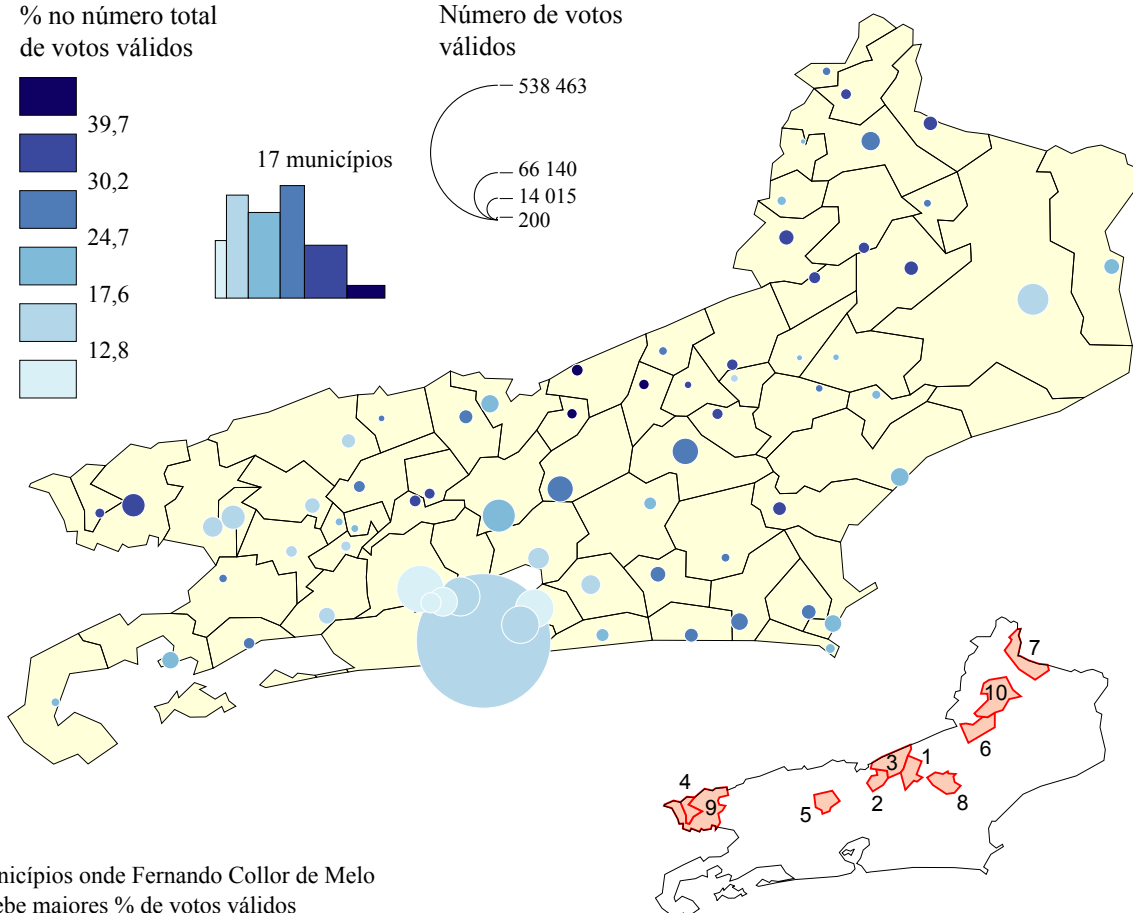 % no número total
de votos válidos
39,7
30,2
24,7
17,6
12,8
17 municípios
Número de votos
válidos
538 463
66 140
14 015
200
7
10
6
3
1
2
8
4
9
5
onde Fernando Collor de Melo
maiores % de votos válidos